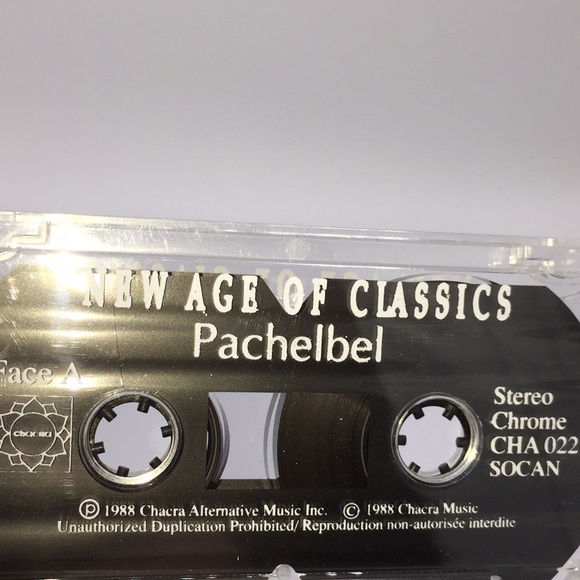 NEW AGE OF CLASSICS
Pachelbel
Face A
Stereo
Chrome
CHA 022
SOCAN
chacra
Ⓟ 1988 Chacra Alternative Music Inc. © 1988 Chacra Music
Unauthorized Duplication Prohibited/ Reproduction non-autorisée interdite